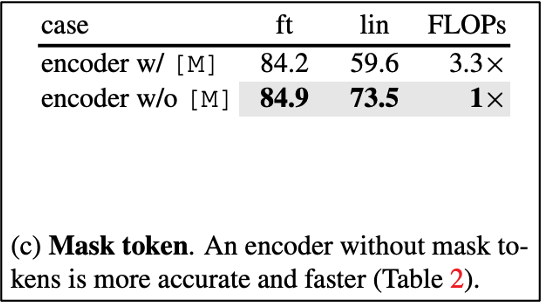 case ft lin FLOPs
encoder w/ [M] 84.2 59.6 3.3×
encoder w/o [M] 84.9 73.5 1×
(c) Mask token. An encoder without mask to-
kens is more accurate and faster (Table 2).